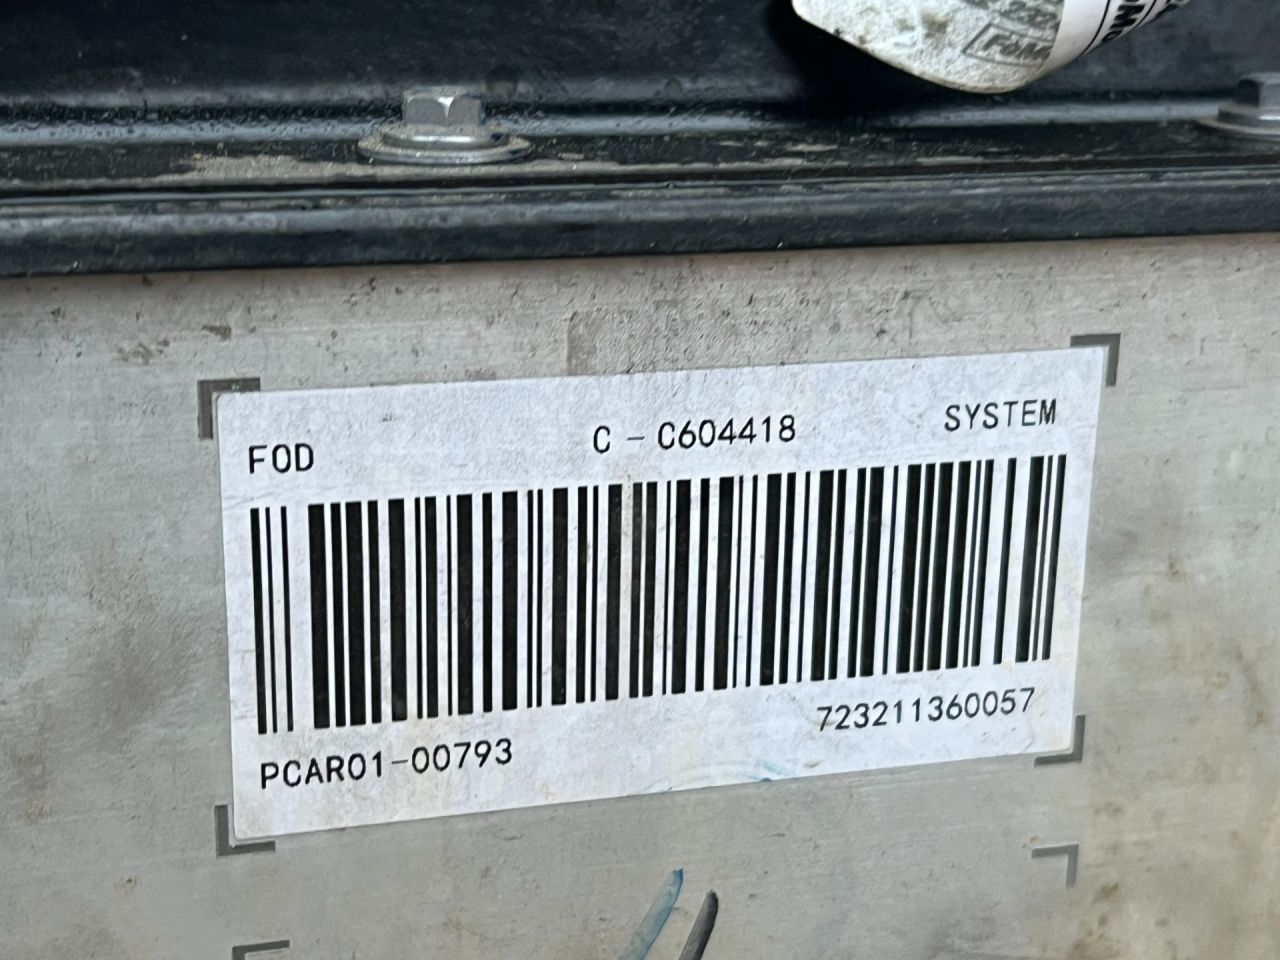 FOD C - C604418 SYSTEM
PCAR01-00793 723211360057